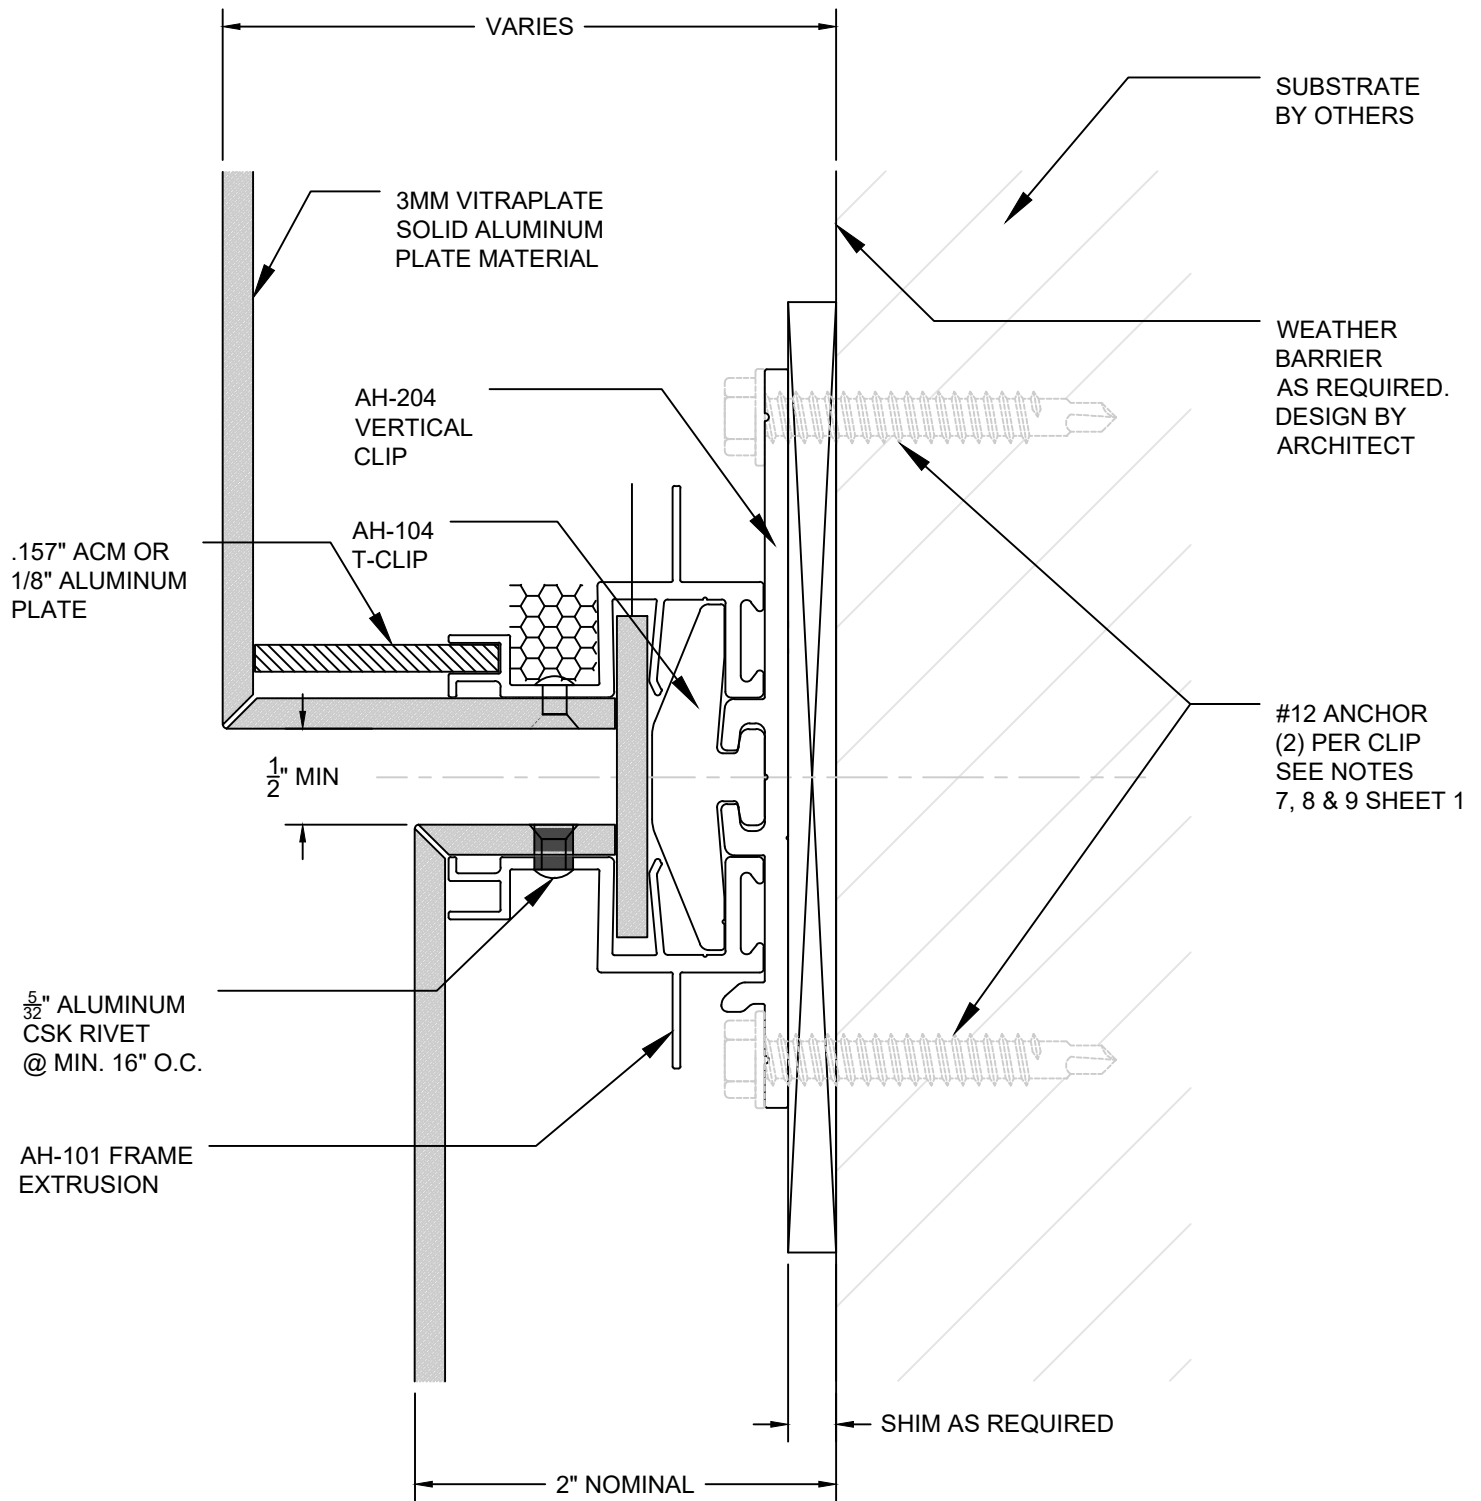 VARIES
SUBSTRATE
BY OTHERS
3MM VITRAPLATE
SOLID ALUMINUM
PLATE MATERIAL
WEATHER
BARRIER
AS REQUIRED.
DESIGN BY
ARCHITECT
AH-204
VERTICAL
CLIP
AH-104
T-CLIP
.157" ACM OR
1/8" ALUMINUM
PLATE
#12 ANCHOR
(2) PER CLIP
SEE NOTES
7, 8 & 9 SHEET 1
1/2" MIN
5/32" ALUMINUM
CSK RIVET
@ MIN. 16" O.C.
AH-101 FRAME
EXTRUSION
SHIM AS REQUIRED
2" NOMINAL